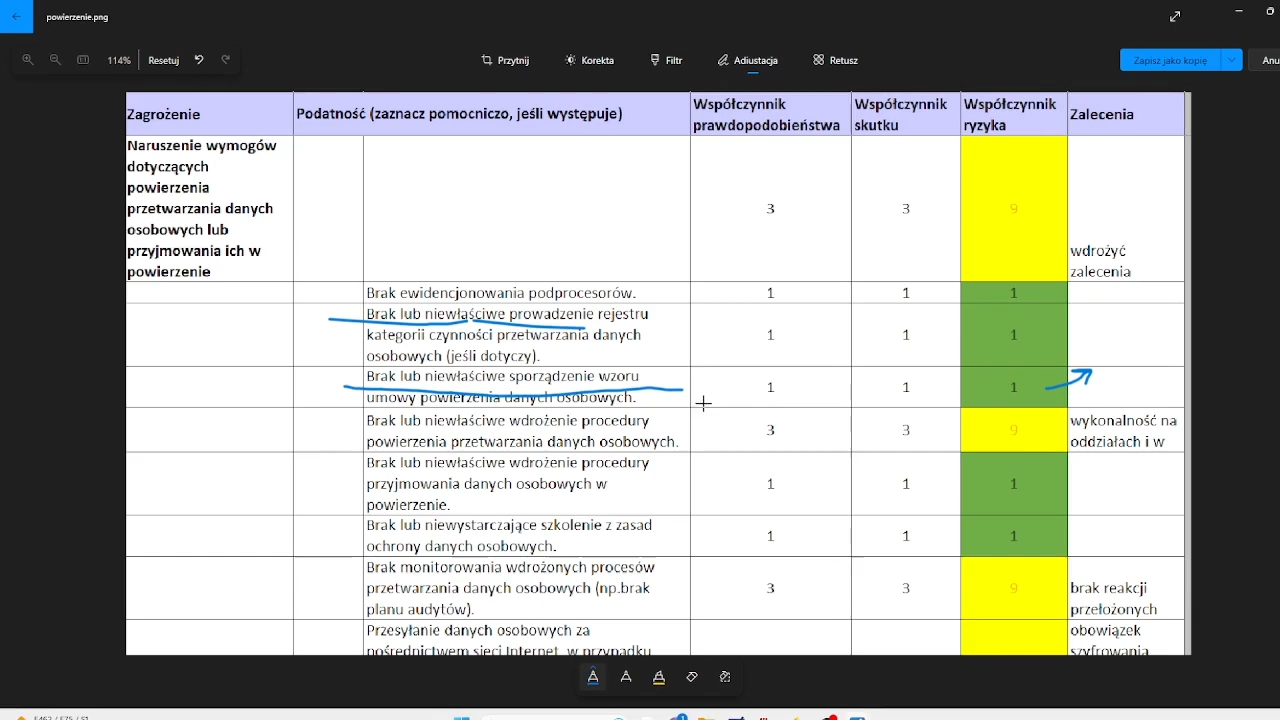 powierzenie.png
114% Resetuj Przytnij Korekta Filtr Adiustacja Retusz Zapisz jako kopię Anu
Zagrożenie
Podatność (zaznacz pomocniczo, jeśli występuje)
Współczynnik
prawdopodobieństwa
Współczynnik
skutku
Współczynnik
ryzyka
Zalecenia
Naruszenie wymogów
dotyczących
powierzenia
przetwarzania danych
osobowych lub
przyjmowania ich w
powierzenie
3 3 9
wdrożyć
zalecenia
Brak ewidencjonowania podprocesorów.
1 1 1
Brak lub niewłaściwe prowadzenie rejestru
kategorii czynności przetwarzania danych
osobowych (jeśli dotyczy).
1 1 1
Brak lub niewłaściwe sporządzenie wzoru
umowy powierzenia danych osobowych.
1 1 1
Brak lub niewłaściwe wdrożenie procedury
powierzenia przetwarzania danych osobowych.
3 3 9
wykonalność na
oddziałach i w
Brak lub niewłaściwe wdrożenie procedury
przyjmowania danych osobowych w
powierzenie.
1 1 1
Brak lub niewystarczające szkolenie z zasad
ochrony danych osobowych.
1 1 1
Brak monitorowania wdrożonych procesów
przetwarzania danych osobowych (np.brak
planu audytów).
3 3 9
brak reakcji
przełożonych
Przesyłanie danych osobowych za
pośrednictwem sieci Internet, w przypadku
obowiązek
szyfrowania